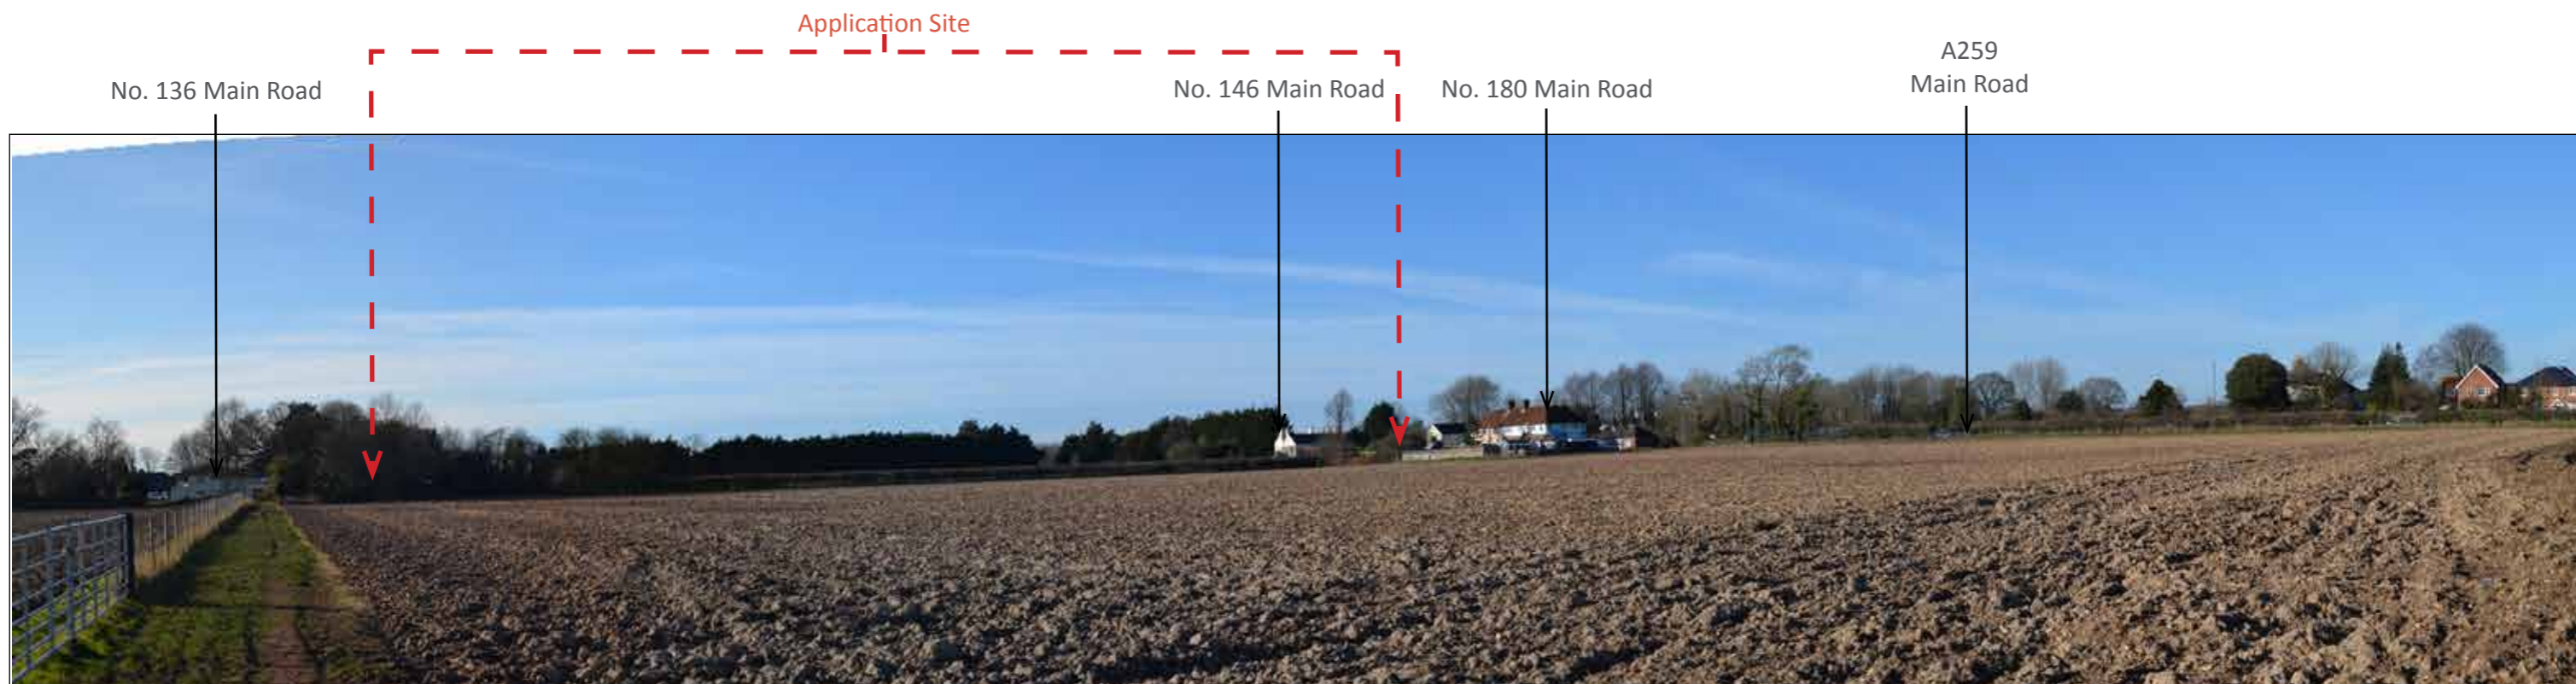 Application Site
No. 136 Main Road
No. 146 Main Road
No. 180 Main Road
A259
Main Road